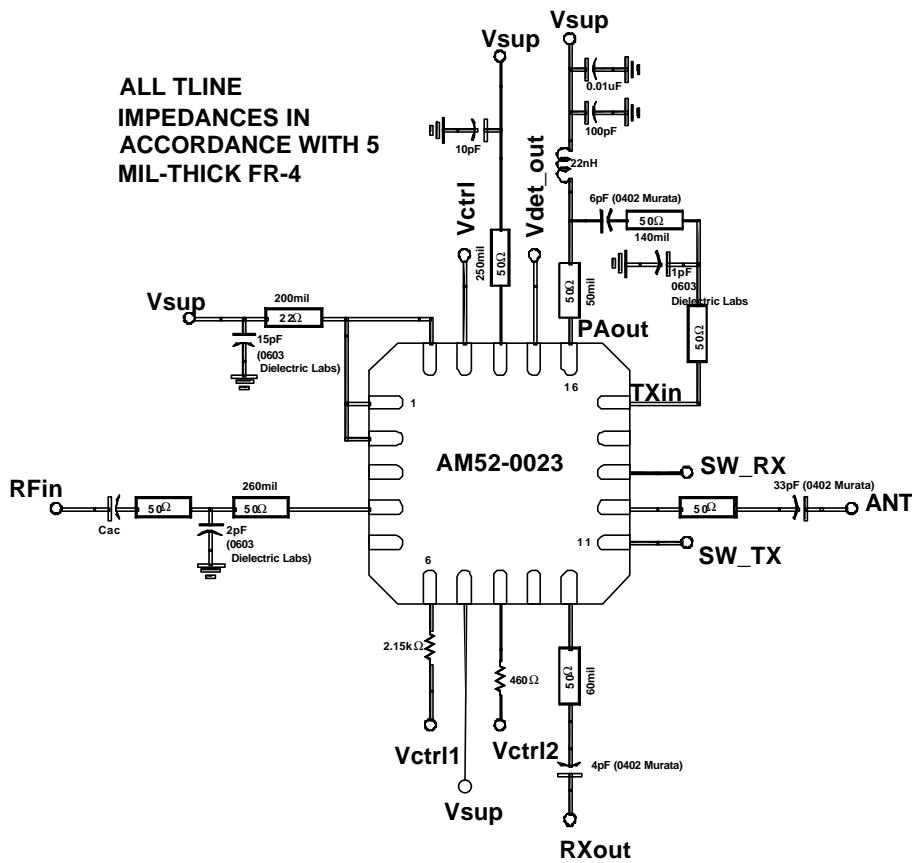 Vsup
Vsup
0.01uF
100pF
ALL TLINE
IMPEDANCES IN
ACCORDANCE WITH 5
MIL-THICK FR-4
10pF
22nH
Vctrl
Vdet_out
6pF (0402 Murata)
50Ω
140mil
250mil
50Ω
50Ω
50mil
1pF
0603
Dielectric Labs
50Ω
Vsup
200mil
22Ω
15pF
(0603
Dielectric Labs)
PAout
16
1
TXin
AM52-0023
SW_RX
RFin
Cac
50Ω
260mil
50Ω
2pF
(0603
Dielectric Labs)
50Ω
33pF (0402 Murata)
ANT
11
SW_TX
6
2.15kΩ
460Ω
50Ω
60mil
Vctrl1
Vctrl2
Vsup
4pF (0402 Murata)
RXout